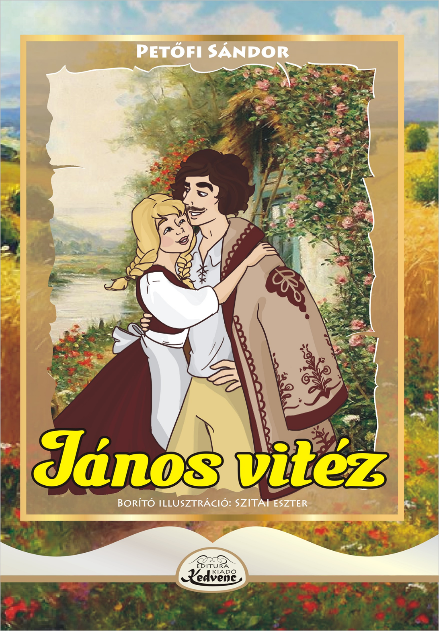 PETŐFI SÁNDOR
János vitéz
BORÍTÓ ILLUSZTRÁCIÓ: SZITAI ESZTER
EDITURA
KIADÓ
Kedvenc